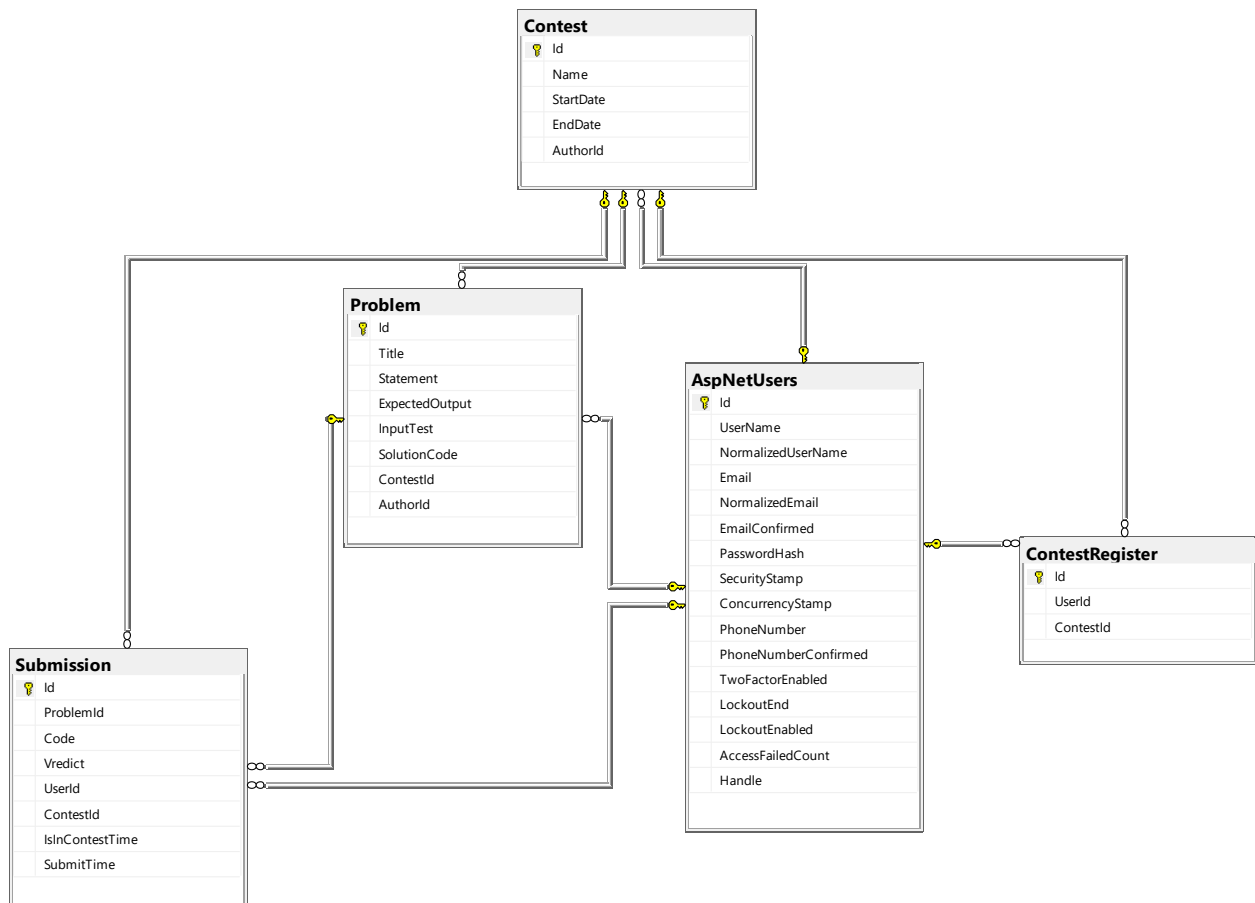 Contest
Id
Name
StartDate
EndDate
AuthorId
Problem
Id
Title
Statement
ExpectedOutput
InputTest
SolutionCode
ContestId
AuthorId
AspNetUsers
Id
UserName
NormalizedUserName
Email
NormalizedEmail
EmailConfirmed
PasswordHash
SecurityStamp
ConcurrencyStamp
PhoneNumber
PhoneNumberConfirmed
TwoFactorEnabled
LockoutEnd
LockoutEnabled
AccessFailedCount
Handle
ContestRegister
Id
UserId
ContestId
Submission
Id
ProblemId
Code
Vredict
UserId
ContestId
IsInContestTime
SubmitTime